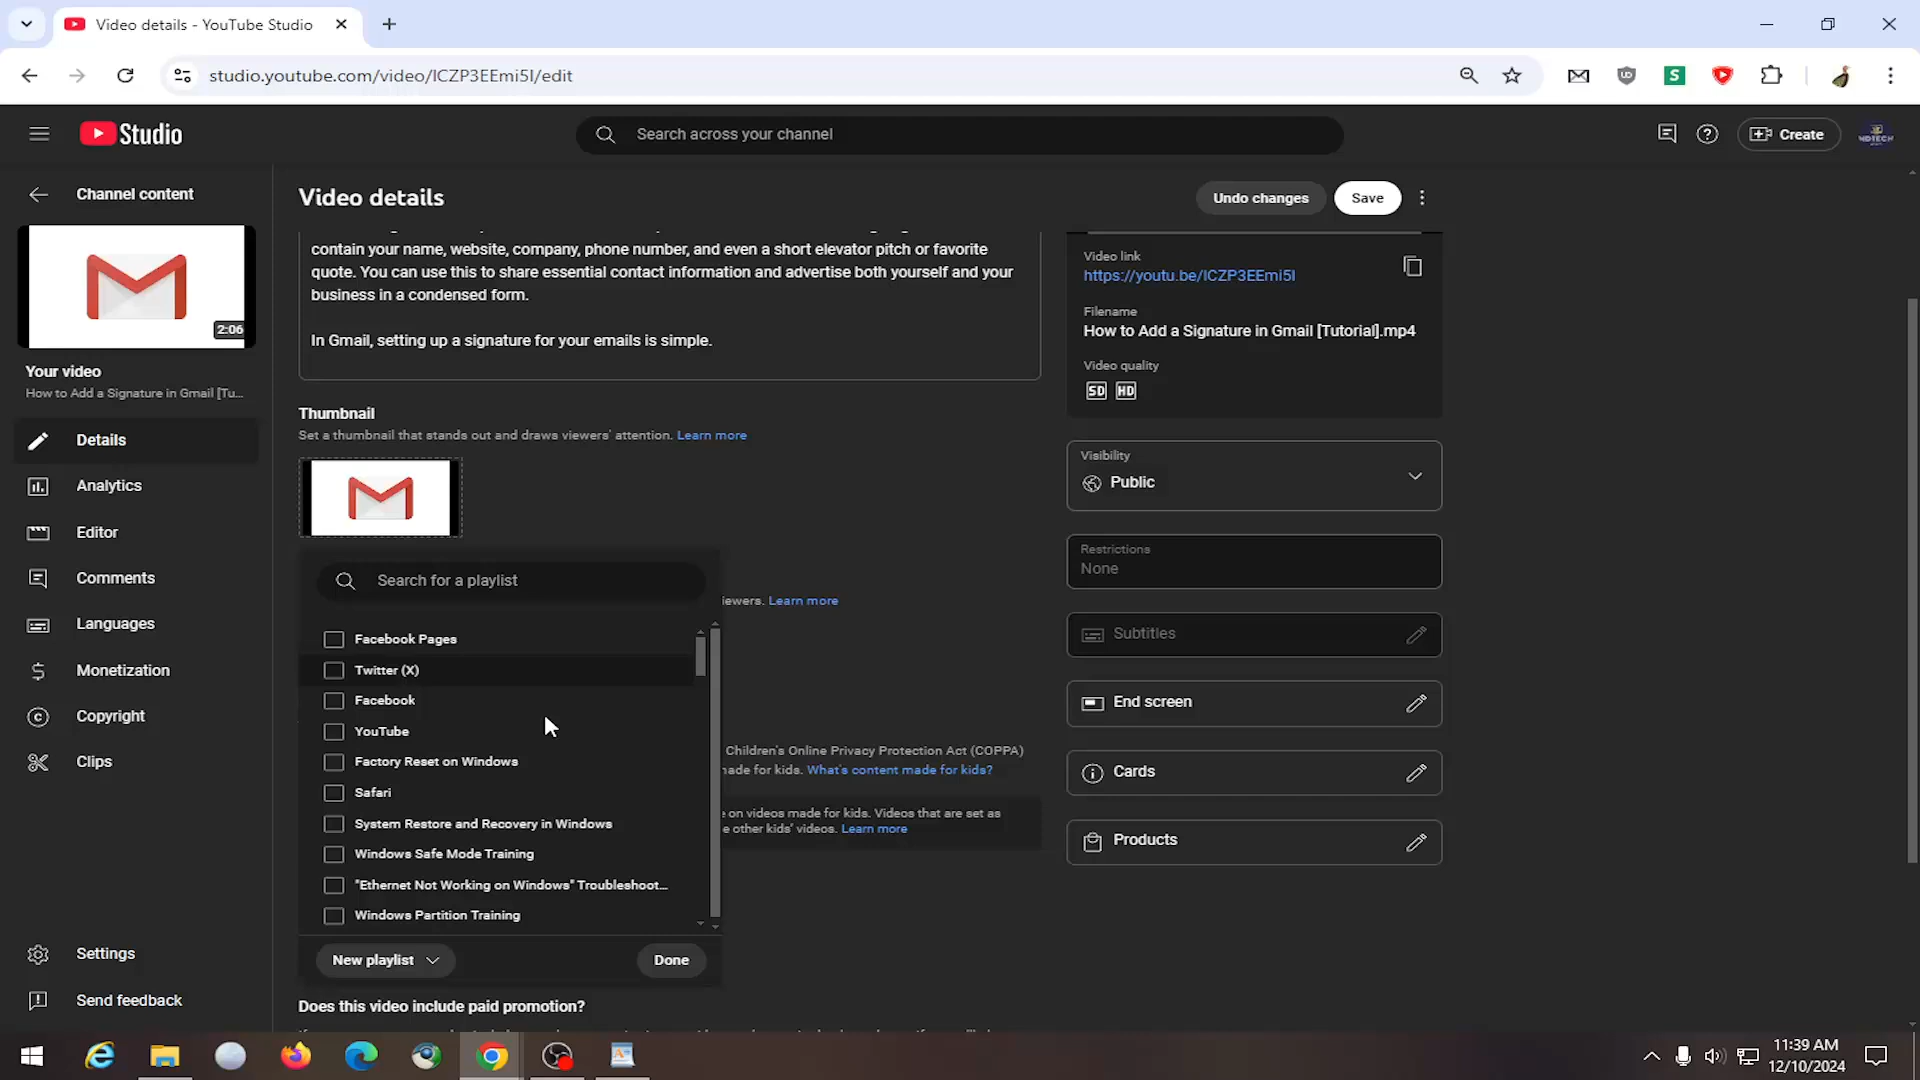 Video details - YouTube Studio
studio.youtube.com/video/ICZP3EEmi5I/edit
Studio
Search across your channel
Create
Channel content
Video details
Undo changes
Save
contain your name, website, company, phone number, and even a short elevator pitch or favorite
quote. You can use this to share essential contact information and advertise both yourself and your
business in a condensed form.
In Gmail, setting up a signature for your emails is simple.
2:06
Your video
How to Add a Signature in Gmail [Tu...
Details
Analytics
Editor
Comments
Languages
Monetization
Copyright
Clips
Settings
Send feedback
Thumbnail
Set a thumbnail that stands out and draws viewers' attention. Learn more
Search for a playlist
iewers. Learn more
Facebook Pages
Twitter (X)
Facebook
YouTube
Factory Reset on Windows
Safari
System Restore and Recovery in Windows
Windows Safe Mode Training
"Ethernet Not Working on Windows" Troubleshoot...
Windows Partition Training
New playlist
Done
Children's Online Privacy Protection Act (COPPA)
made for kids. What's content made for kids?
e on videos made for kids. Videos that are set as
e other kids' videos. Learn more
Does this video include paid promotion?
Video link
https://youtu.be/ICZP3EEmi5I
Filename
How to Add a Signature in Gmail [Tutorial].mp4
Video quality
SD HD
Visibility
Public
Restrictions
None
Subtitles
End screen
Cards
Products
11:39 AM
12/10/2024